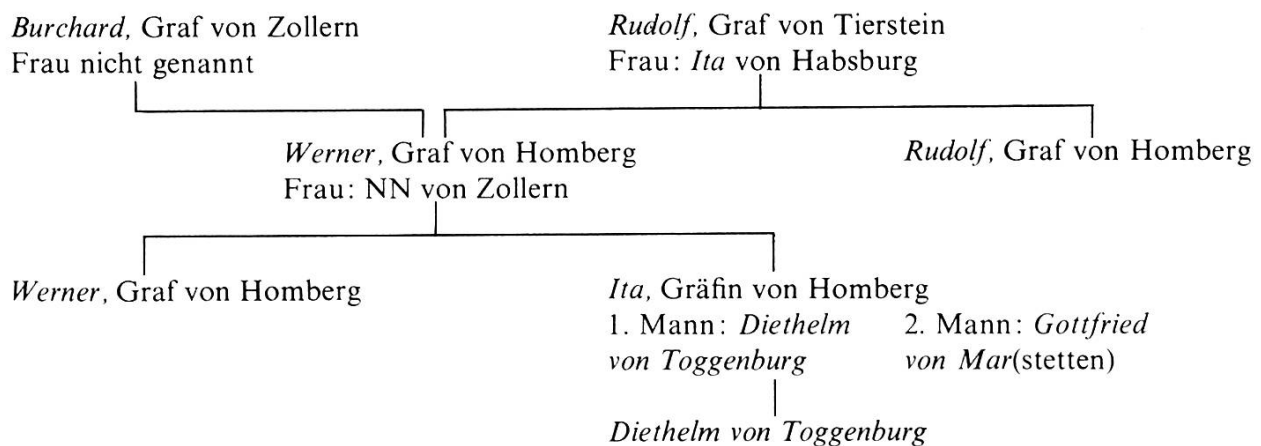 Burchard, Graf von Zollern
Frau nicht genannt
Rudolf, Graf von Tierstein
Frau: Ita von Habsburg
Werner, Graf von Homberg
Frau: NN von Zollern
Rudolf, Graf von Homberg
Werner, Graf von Homberg
Ita, Gräfin von Homberg
1. Mann: Diethelm
von Toggenburg
2. Mann: Gottfried
von Mar(stetten)
Diethelm von Toggenburg